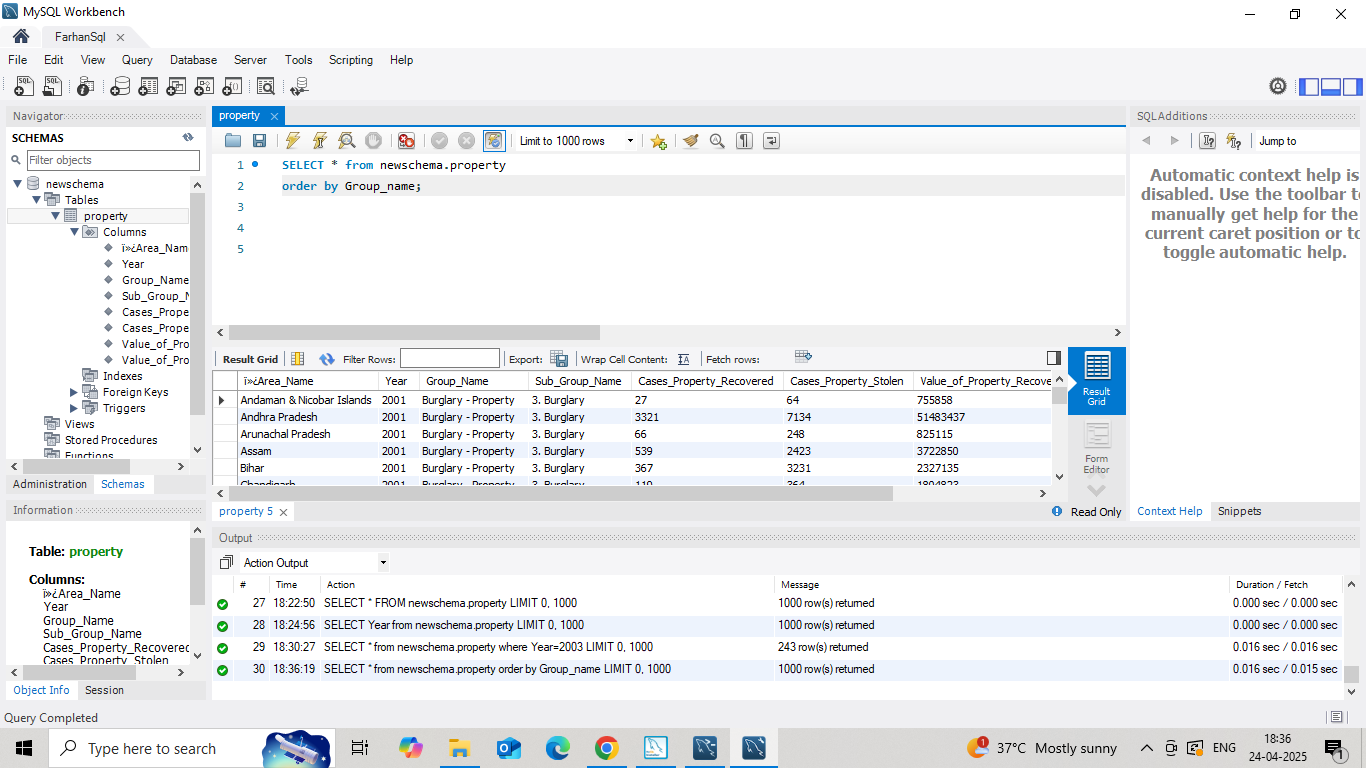 MySQL Workbench
FarhanSql
File Edit View Query Database Server Tools Scripting Help
Navigator
SCHEMAS
Filter objects
newschema
Tables
property
Columns
ï»¿Area_Nam
Year
Group_Name
Sub_Group_N
Cases_Prope
Cases_Prope
Value_of_Pro
Value_of_Pro
Indexes
Foreign Keys
Triggers
Views
Stored Procedures
Functions
Administration Schemas
Information
Table: property
Columns:
ï»¿Area_Name
Year
Group_Name
Sub_Group_Name
Cases_Property_Recovered
Cases_Property_Stolen
Object Info Session
Query Completed
property
Limit to 1000 rows
1 SELECT * from newschema.property
2 order by Group_name;
3
4
5
Result Grid Filter Rows: Export: Wrap Cell Content: Fetch rows:
ï»¿Area_Name Year Group_Name Sub_Group_Name Cases_Property_Recovered Cases_Property_Stolen Value_of_Property_Recove
Andaman & Nicobar Islands 2001 Burglary - Property 3. Burglary 27 64 755858
Andhra Pradesh 2001 Burglary - Property 3. Burglary 3321 7134 51483437
Arunachal Pradesh 2001 Burglary - Property 3. Burglary 66 248 825115
Assam 2001 Burglary - Property 3. Burglary 539 2423 3722850
Bihar 2001 Burglary - Property 3. Burglary 367 3231 2327135
Chandigarh 2001 Burglary - Property 3. Burglary 119 364 1804823
Result
Grid
Form
Editor
property 5
Read Only
SQLAdditions
Jump to
Automatic context help is
disabled. Use the toolbar to
manually get help for the
current caret position or to
toggle automatic help.
Context Help Snippets
Output
Action Output
# Time Action Message Duration / Fetch
27 18:22:50 SELECT * FROM newschema.property LIMIT 0, 1000 1000 row(s) returned 0.000 sec / 0.000 sec
28 18:24:56 SELECT Year from newschema.property LIMIT 0, 1000 1000 row(s) returned 0.000 sec / 0.000 sec
29 18:30:27 SELECT * from newschema.property where Year=2003 LIMIT 0, 1000 243 row(s) returned 0.016 sec / 0.016 sec
30 18:36:19 SELECT * from newschema.property order by Group_name LIMIT 0, 1000 1000 row(s) returned 0.016 sec / 0.015 sec
Type here to search
1
37°C Mostly sunny
ENG
18:36
24-04-2025
1